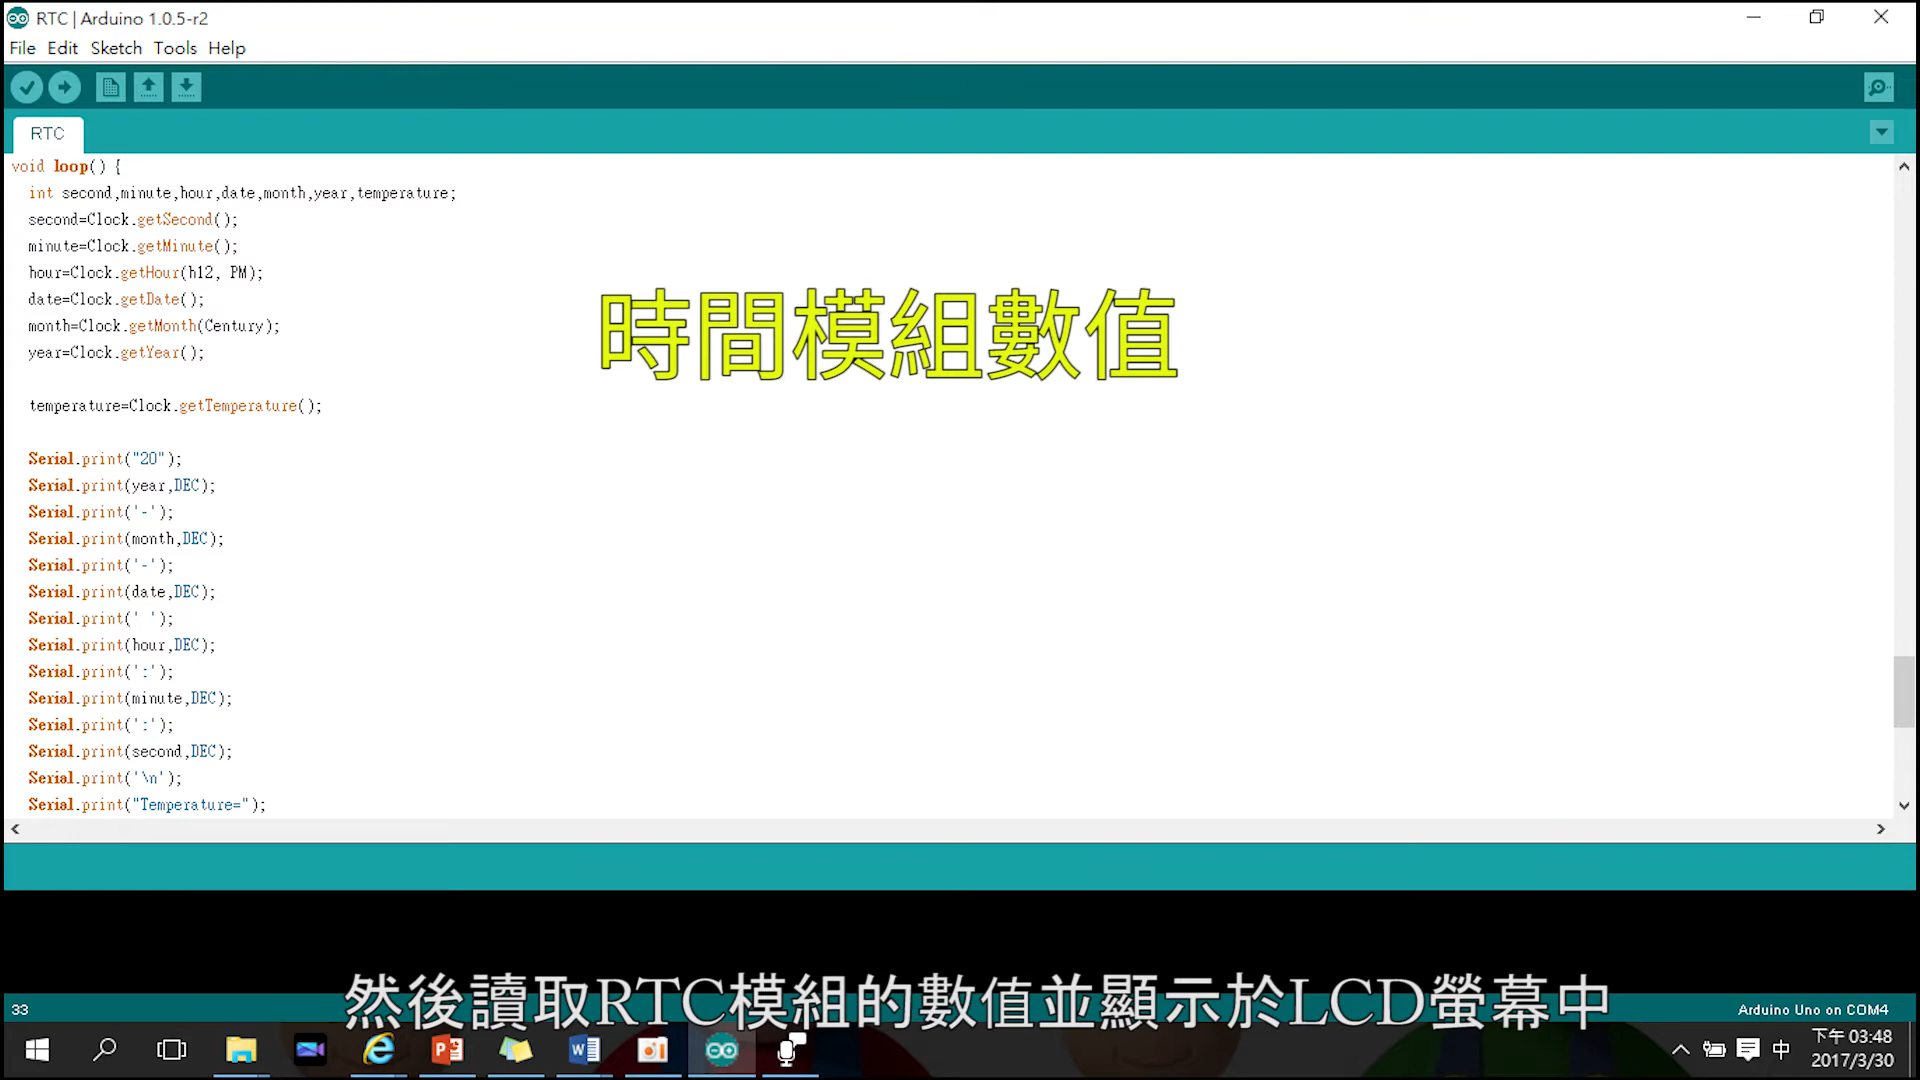 RTC | Arduino 1.0.5-r2
File Edit Sketch Tools Help
RTC
void loop() {
int second,minute,hour,date,month,year,temperature;
second=Clock.getSecond();
minute=Clock.getMinute();
hour=Clock.getHour(h12, PM);
date=Clock.getDate();
month=Clock.getMonth(Century);
year=Clock.getYear();
時間模組數值
temperature=Clock.getTemperature();
Serial.print("20");
Serial.print(year,DEC);
Serial.print('-');
Serial.print(month,DEC);
Serial.print('-');
Serial.print(date,DEC);
Serial.print(' ');
Serial.print(hour,DEC);
Serial.print(':');
Serial.print(minute,DEC);
Serial.print(':');
Serial.print(second,DEC);
Serial.print('\n');
Serial.print("Temperature=");
然後讀取RTC模組的數值並顯示於LCD螢幕中
33
Arduino Uno on COM4
中
下午 03:48
2017/3/30